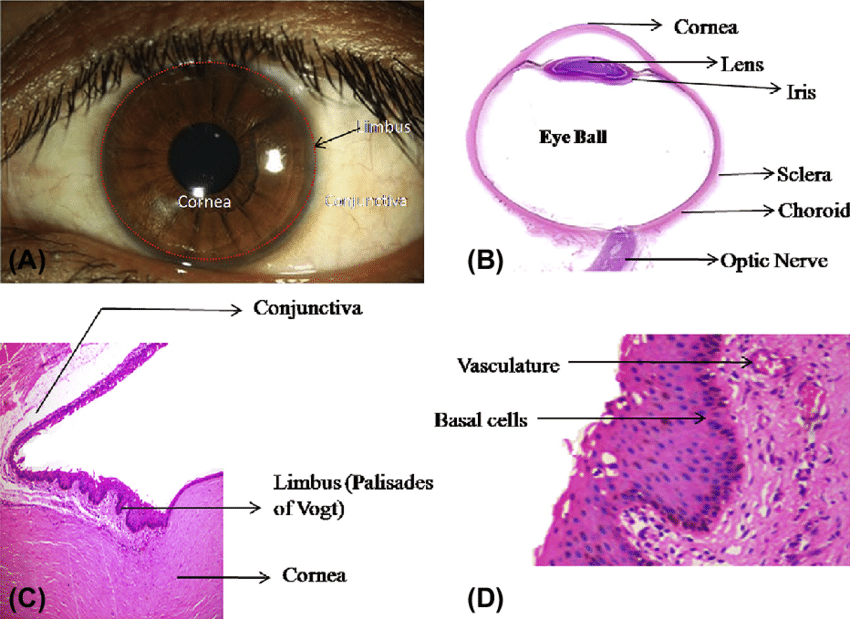 Limbus
Cornea
Conjunctiva
(A)
Cornea
Lens
Iris
Eye Ball
Sclera
Choroid
Optic Nerve
(B)
Conjunctiva
Limbus (Palisades
of Vogt)
Cornea
(C)
Vasculature
Basal cells
(D)